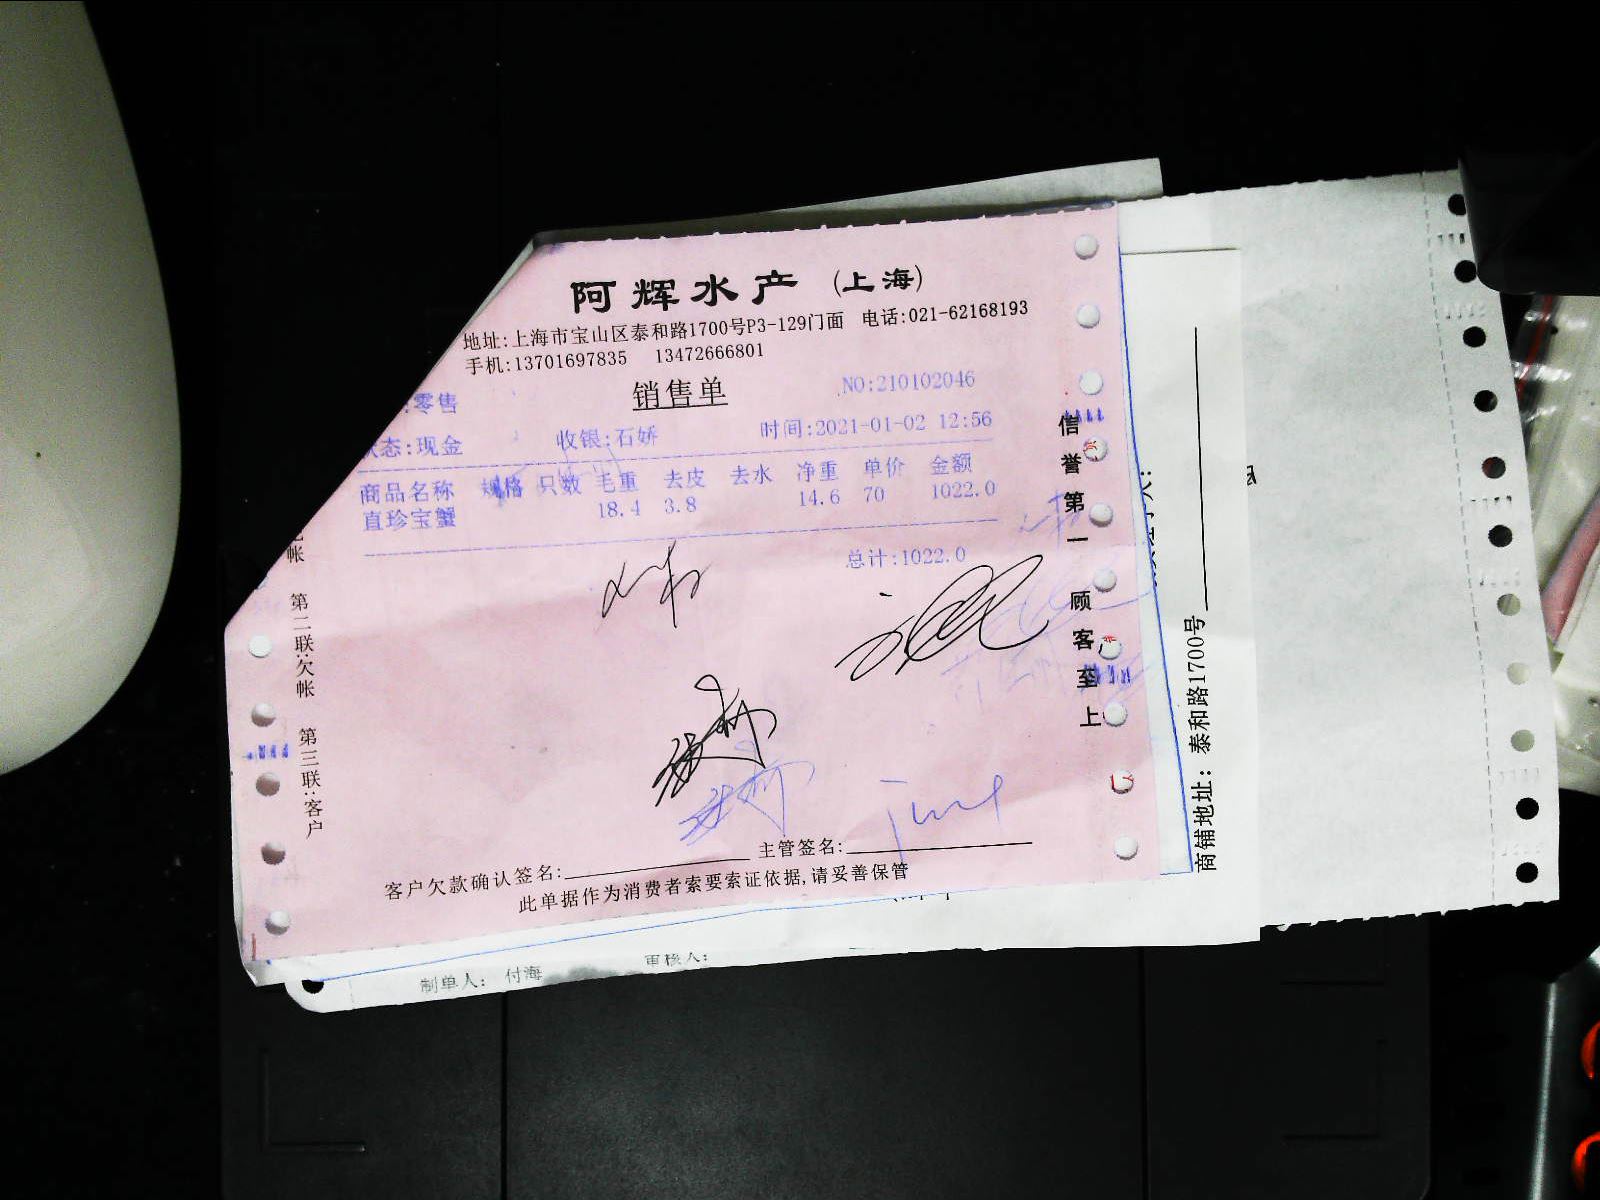 阿辉水产 (上海)
地址:上海市宝山区泰和路1700号P3-129门面 电话:021-62168193
手机:13701697835 13472666801
销售单
NO:210102046
:零售
状态:现金 收银:石娇 时间:2021-01-02 12:56
商品名称 规格 只数 毛重 去皮 去水 净重 单价 金额
直珍宝蟹 18.4 3.8 14.6 70 1022.0
总计:1022.0
信誉第一 顾客至上
帐 第二联:欠帐 第三联:客户
客户欠款确认签名: 主管签名:
此单据作为消费者索要索证依据,请妥善保管
商铺地址: 泰和路1700号
制单人: 付海 审核人: